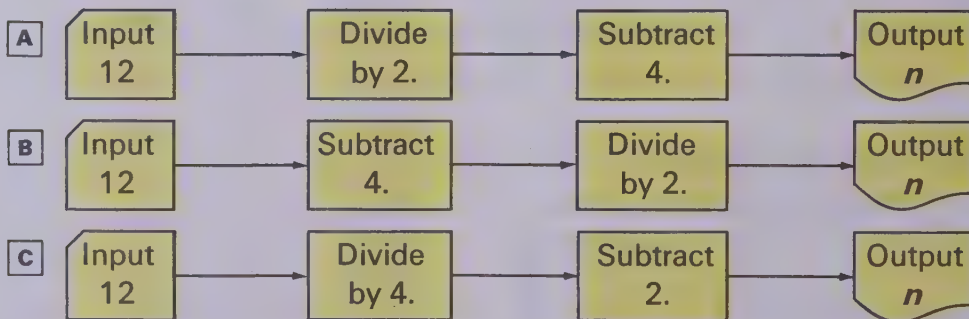 A
Input
12
Divide
by 2.
Subtract
4.
Output
n
B
Input
12
Subtract
4.
Divide
by 2.
Output
n
C
Input
12
Divide
by 4.
Subtract
2.
Output
n